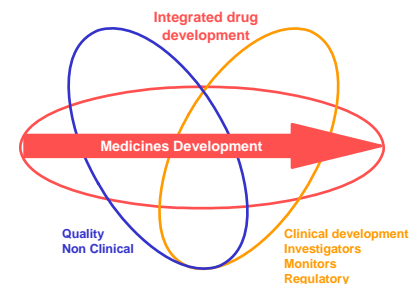 Integrated drug
development
Medicines Development
Quality
Non Clinical
Clinical development
Investigators
Monitors
Regulatory